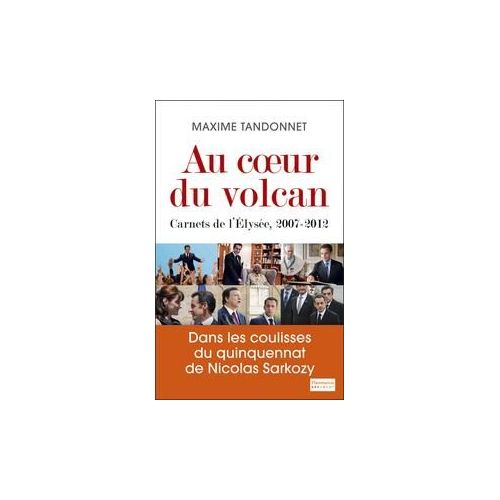 MAXIME TANDONNET
Au cœur
du volcan
Carnets de l'Élysée, 2007-2012
Dans les coulisses
du quinquennat
de Nicolas Sarkozy
Flammarion